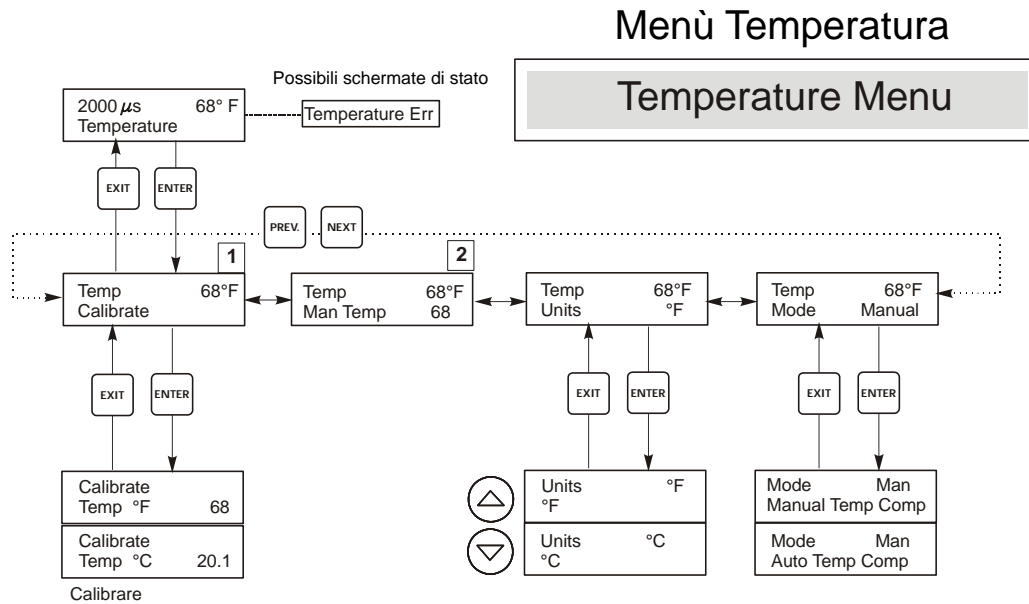 Menù Temperatura
Temperature Menu
Possibili schermate di stato
2000 µs 68° F
Temperature
Temperature Err
EXIT
ENTER
PREV.
NEXT
1
Temp 68°F
Calibrate
2
Temp 68°F
Man Temp 68
Temp 68°F
Units °F
Temp 68°F
Mode Manual
EXIT
ENTER
EXIT
ENTER
EXIT
ENTER
Calibrate
Temp °F 68
Calibrate
Temp °C 20.1
Calibrare
Units °F
°F
Units °C
°C
Mode Man
Manual Temp Comp
Mode Man
Auto Temp Comp